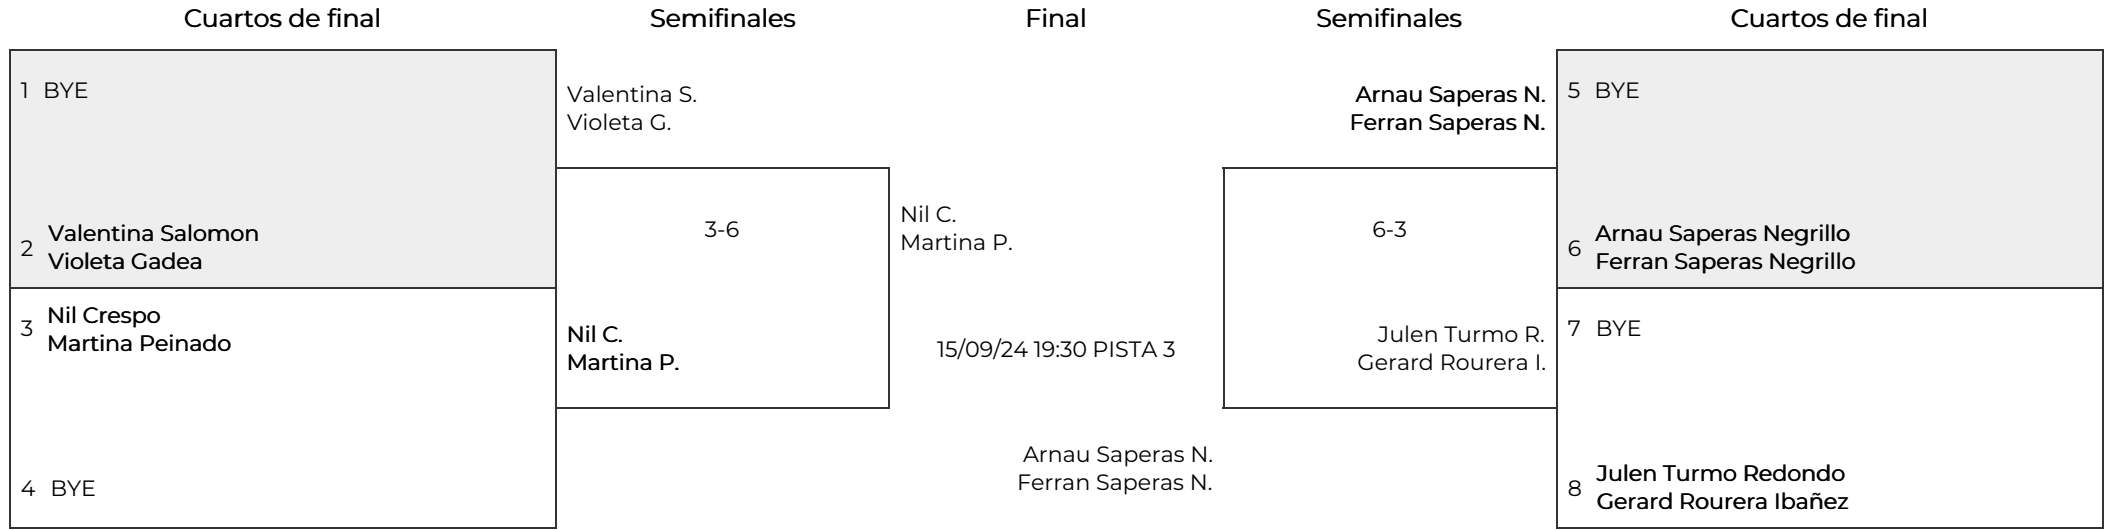 Cuartos de final
Semifinales
Final
Semifinales
Cuartos de final
1 BYE
2
Valentina Salomon
Violeta Gadea
3
Nil Crespo
Martina Peinado
4 BYE
Valentina S.
Violeta G.
3-6
Nil C.
Martina P.
Nil C.
Martina P.
15/09/24 19:30 PISTA 3
Arnau Saperas N.
Ferran Saperas N.
Arnau Saperas N.
Ferran Saperas N.
6-3
Julen Turmo R.
Gerard Rourera I.
5 BYE
6
Arnau Saperas Negrillo
Ferran Saperas Negrillo
7 BYE
8
Julen Turmo Redondo
Gerard Rourera Ibañez